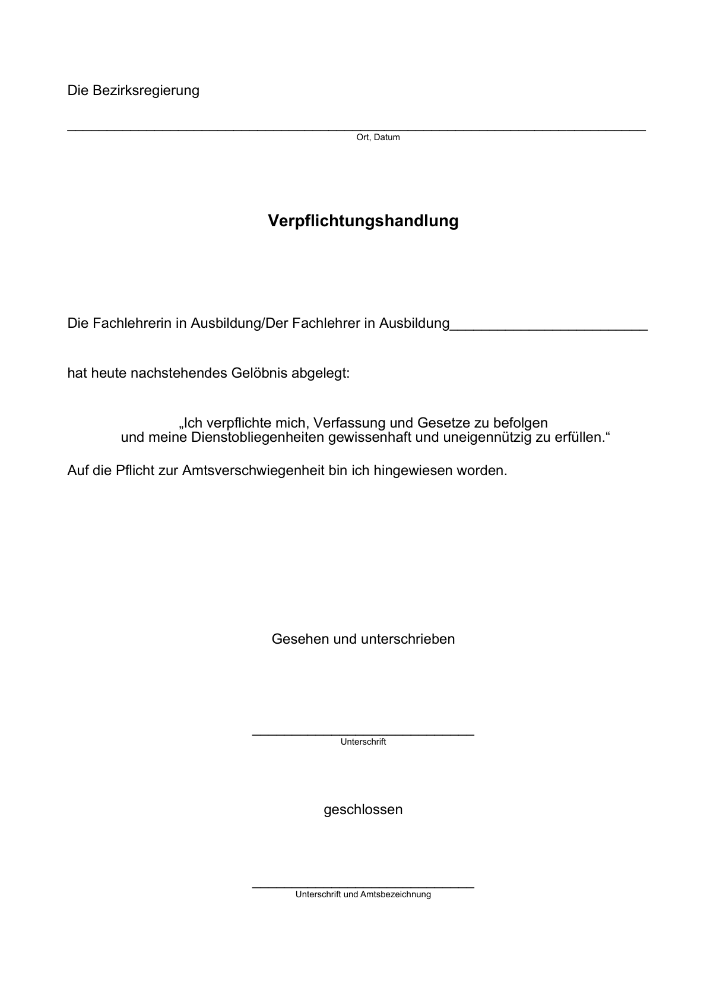 Die Bezirksregierung
Ort, Datum
Verpflichtungshandlung
Die Fachlehrerin in Ausbildung/Der Fachlehrer in Ausbildung_________________________
hat heute nachstehendes Gelöbnis abgelegt:
„Ich verpflichte mich, Verfassung und Gesetze zu befolgen
und meine Dienstobliegenheiten gewissenhaft und uneigennützig zu erfüllen.“
Auf die Pflicht zur Amtsverschwiegenheit bin ich hingewiesen worden.
Gesehen und unterschrieben
Unterschrift
geschlossen
Unterschrift und Amtsbezeichnung